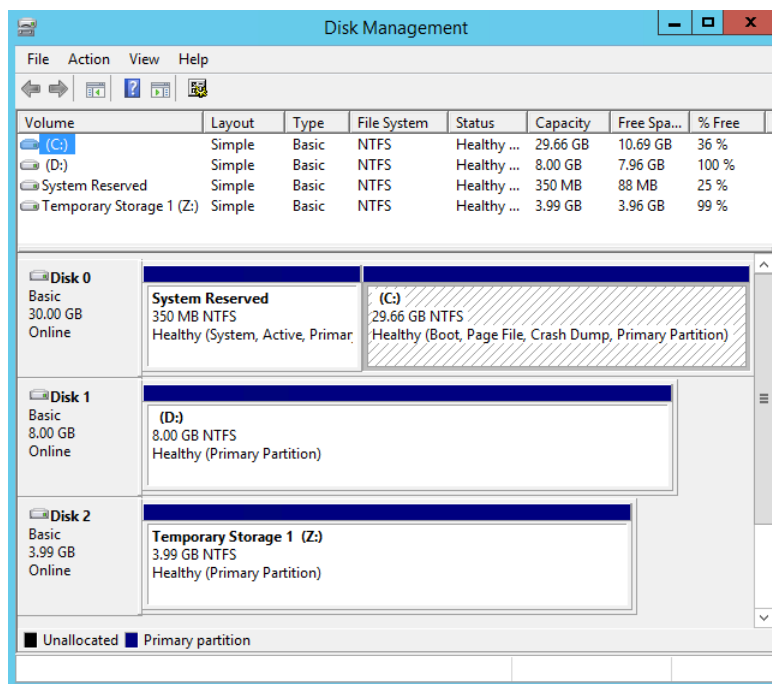 Disk Management
File Action View Help
Volume Layout Type File System Status Capacity Free Spa... % Free
(C:) Simple Basic NTFS Healthy ... 29.66 GB 10.69 GB 36 %
(D:) Simple Basic NTFS Healthy ... 8.00 GB 7.96 GB 100 %
System Reserved Simple Basic NTFS Healthy ... 350 MB 88 MB 25 %
Temporary Storage 1 (Z:) Simple Basic NTFS Healthy ... 3.99 GB 3.96 GB 99 %
Disk 0
Basic
30.00 GB
Online
System Reserved
350 MB NTFS
Healthy (System, Active, Primar
(C:)
29.66 GB NTFS
Healthy (Boot, Page File, Crash Dump, Primary Partition)
Disk 1
Basic
8.00 GB
Online
(D:)
8.00 GB NTFS
Healthy (Primary Partition)
Disk 2
Basic
3.99 GB
Online
Temporary Storage 1 (Z:)
3.99 GB NTFS
Healthy (Primary Partition)
Unallocated Primary partition